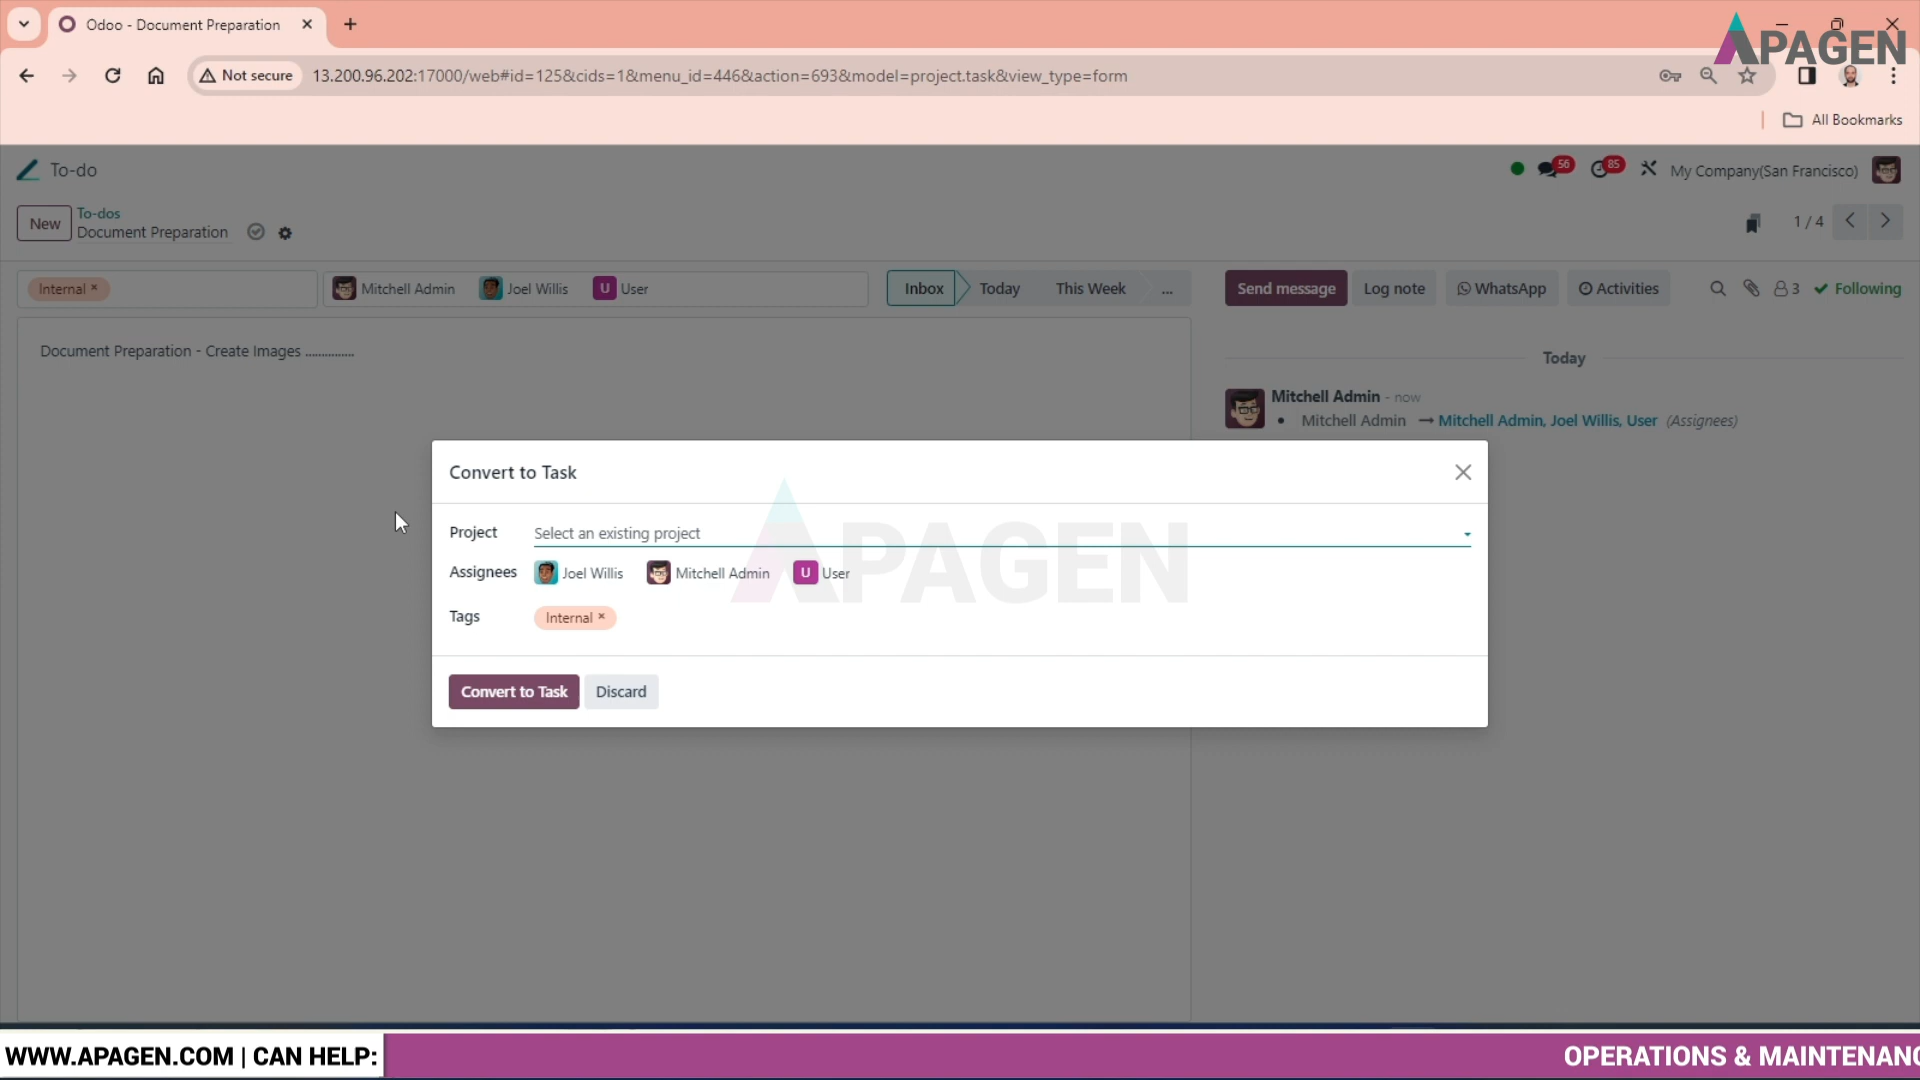 Odoo - Document Preparation
APAGEN
Not secure
13.200.96.202:17000/web#id=125&cids=1&menu_id=446&action=693&model=project.task&view_type=form
All Bookmarks
To-do
56
85
My Company(San Francisco)
New
To-dos
Document Preparation
1 / 4
Internal ×
Mitchell Admin
Joel Willis
U User
Inbox
Today
This Week
...
Send message
Log note
WhatsApp
Activities
3
Following
Document Preparation - Create Images ...............
Today
Mitchell Admin - now
Mitchell Admin → Mitchell Admin, Joel Willis, User (Assignees)
Convert to Task
Project
Select an existing project
Assignees
Joel Willis
Mitchell Admin
U User
Tags
Internal ×
APAGEN
Convert to Task
Discard
WWW.APAGEN.COM | CAN HELP:
OPERATIONS & MAINTENANC